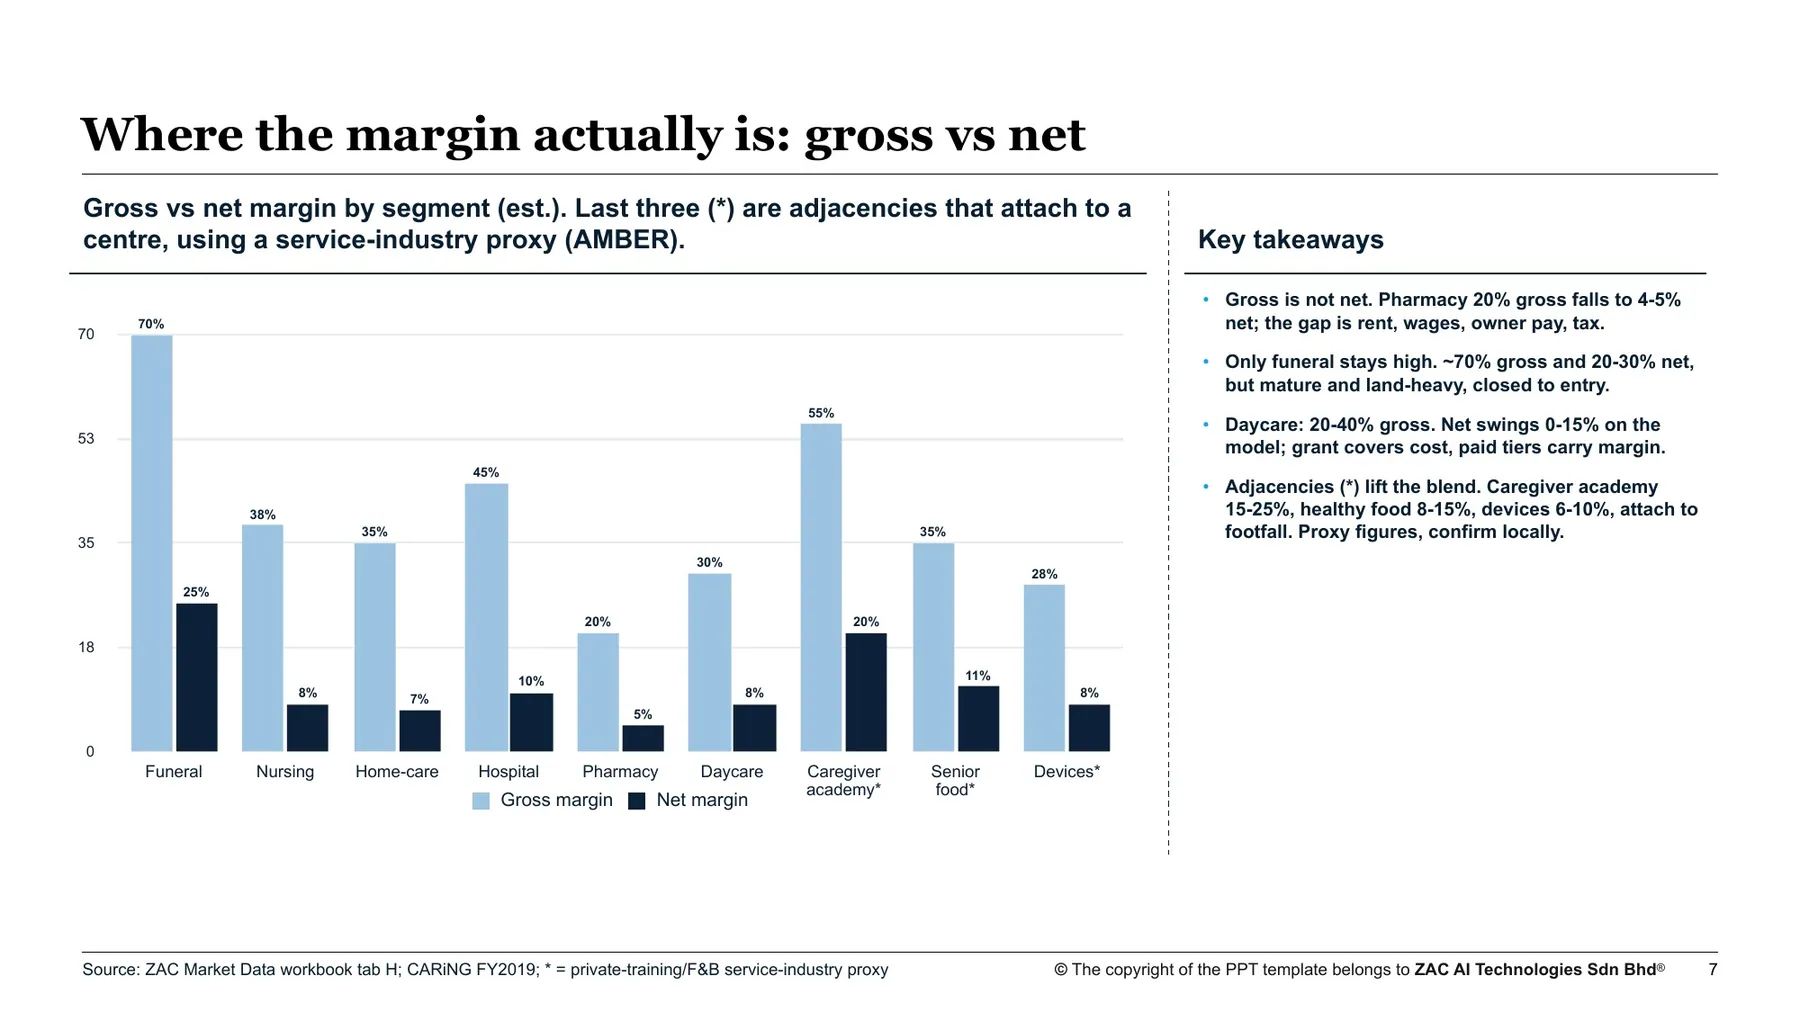 Where the margin actually is: gross vs net
Gross vs net margin by segment (est.). Last three (*) are adjacencies that attach to a
centre, using a service-industry proxy (AMBER).
70
53
35
18
0
70%
25%
38%
8%
35%
7%
45%
10%
20%
5%
30%
8%
55%
20%
35%
11%
28%
8%
Funeral
Nursing
Home-care
Hospital
Pharmacy
Daycare
Caregiver
academy*
Senior
food*
Devices*
Gross margin
Net margin
Key takeaways
• Gross is not net. Pharmacy 20% gross falls to 4-5%
net; the gap is rent, wages, owner pay, tax.
• Only funeral stays high. ~70% gross and 20-30% net,
but mature and land-heavy, closed to entry.
• Daycare: 20-40% gross. Net swings 0-15% on the
model; grant covers cost, paid tiers carry margin.
• Adjacencies (*) lift the blend. Caregiver academy
15-25%, healthy food 8-15%, devices 6-10%, attach to
footfall. Proxy figures, confirm locally.
Source: ZAC Market Data workbook tab H; CARiNG FY2019; * = private-training/F&B service-industry proxy
© The copyright of the PPT template belongs to ZAC AI Technologies Sdn Bhd®
7